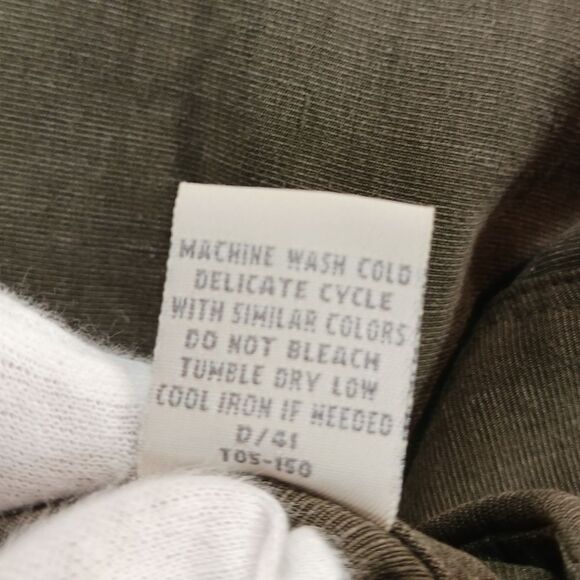 MACHINE WASH COLD
DELICATE CYCLE
WITH SIMILAR COLORS
DO NOT BLEACH
TUMBLE DRY LOW
COOL IRON IF NEEDED
D/41
T05-150